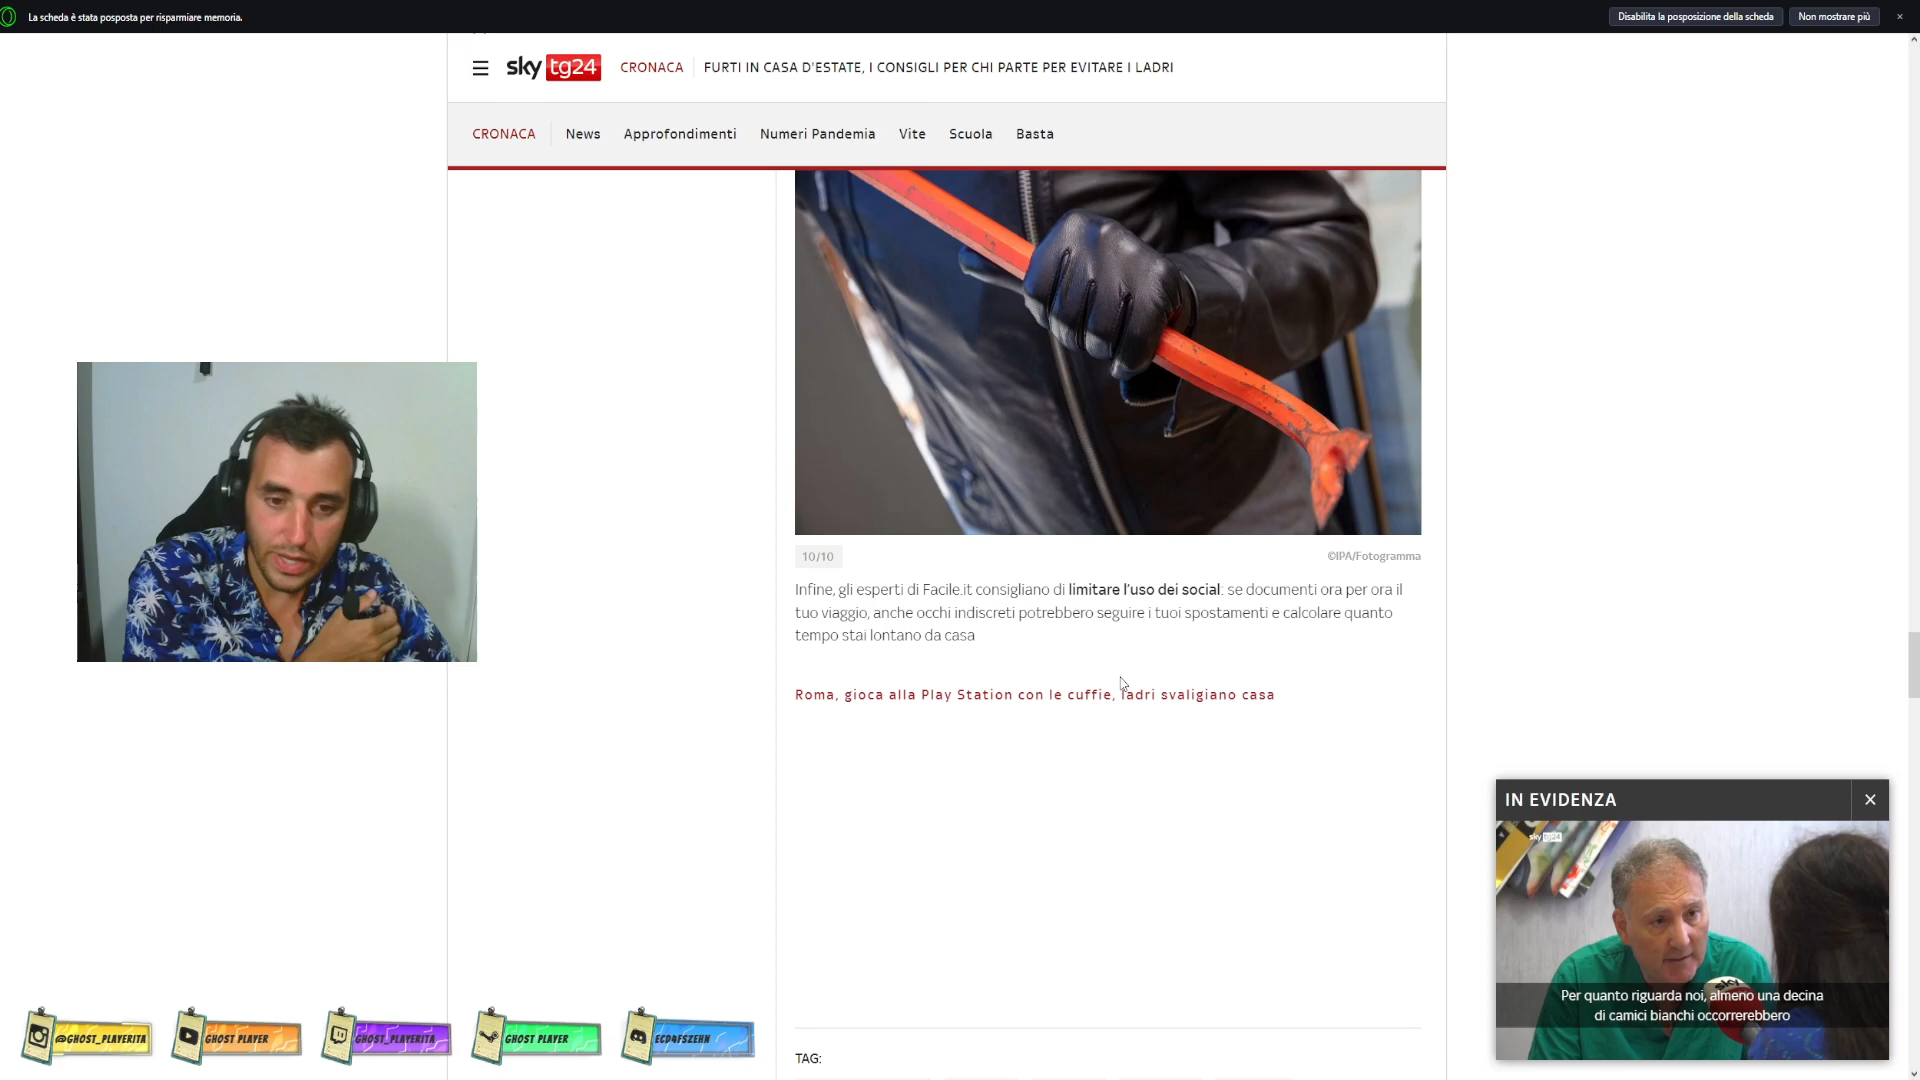 La scheda è stata posposta per risparmiare memoria.
Disabilita la posposizione della scheda
Non mostrare più
sky tg24
CRONACA
FURTI IN CASA D'ESTATE, I CONSIGLI PER CHI PARTE PER EVITARE I LADRI
CRONACA
News
Approfondimenti
Numeri Pandemia
Vite
Scuola
Basta
10/10
©IPA/Fotogramma
Infine, gli esperti di Facile.it consigliano di limitare l'uso dei social: se documenti ora per ora il
tuo viaggio, anche occhi indiscreti potrebbero seguire i tuoi spostamenti e calcolare quanto
tempo stai lontano da casa
Roma, gioca alla Play Station con le cuffie, ladri svaligiano casa
IN EVIDENZA
sky tg24
sky
Per quanto riguarda noi, almeno una decina
di camici bianchi occorrerebbero
@GHOST_PLAYERITA
GHOST PLAYER
GHOST_PLAYERITA
GHOST PLAYER
ECD4FSZEHN
TAG: